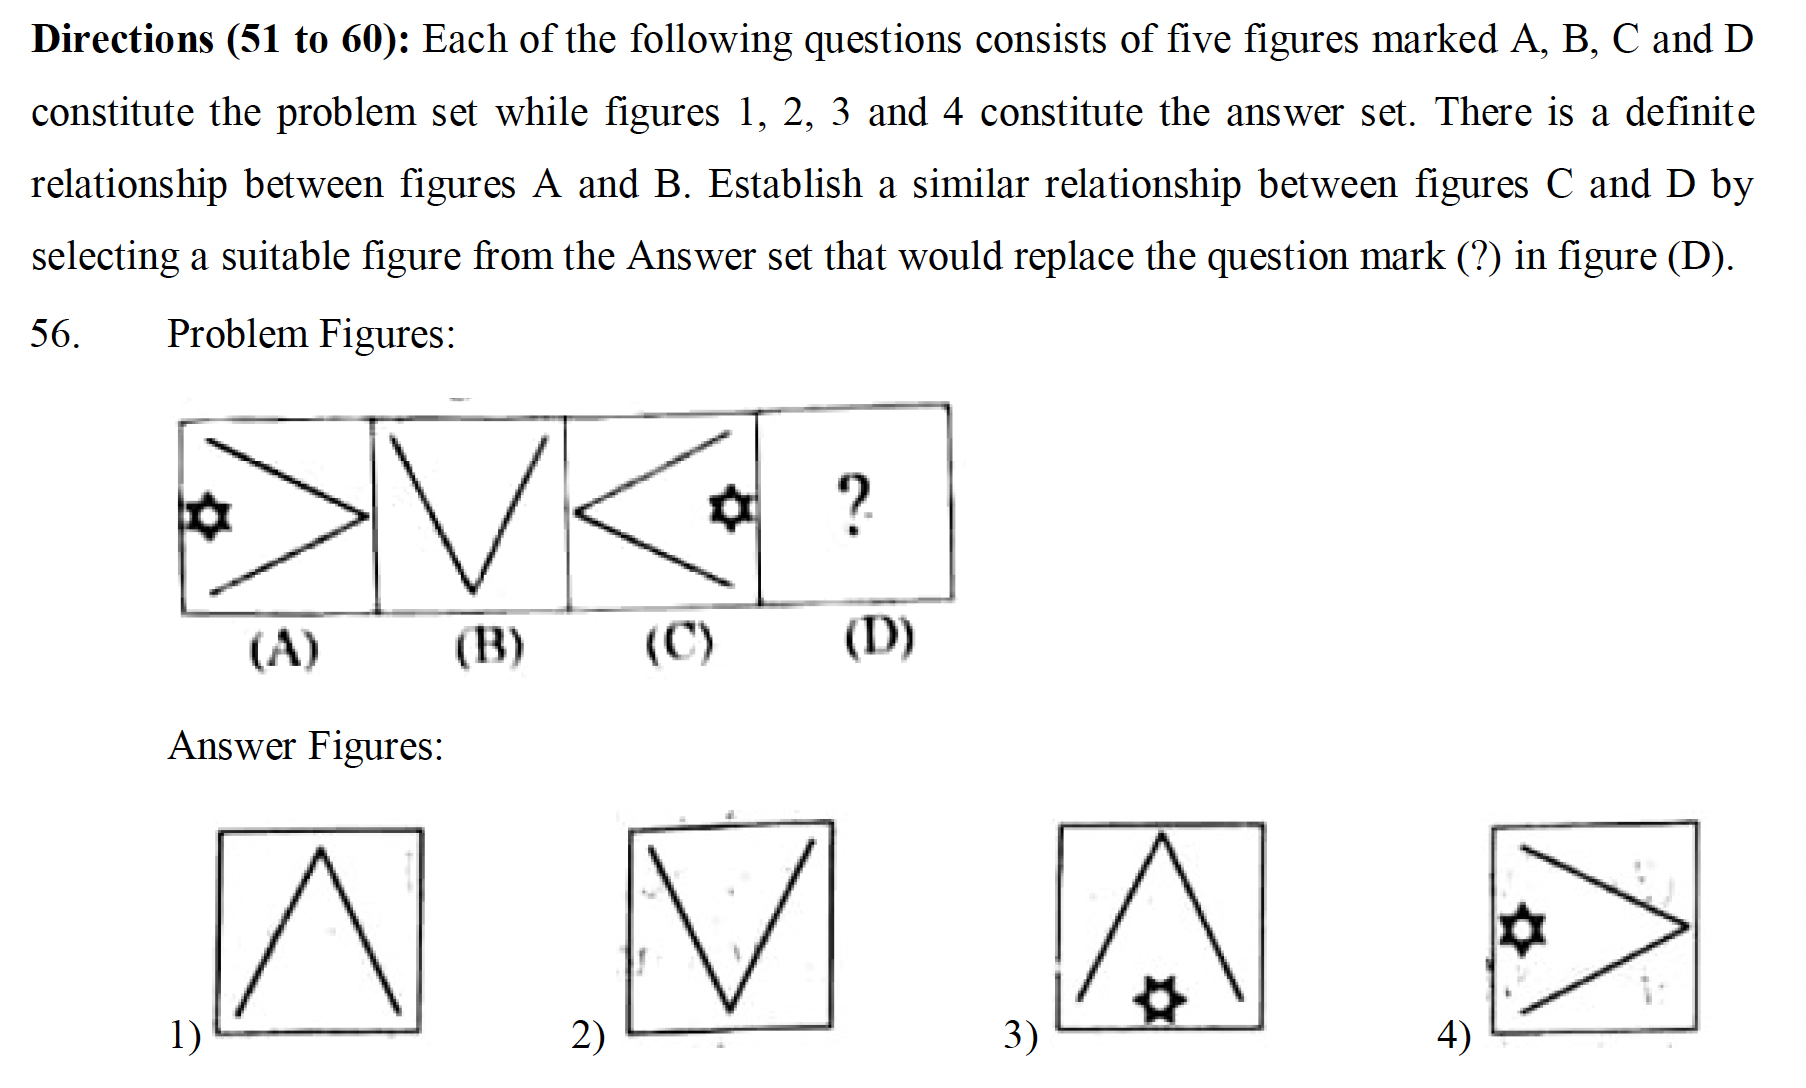 Directions (51 to 60): Each of the following questions consists of five figures marked A, B, C and D
constitute the problem set while figures 1, 2, 3 and 4 constitute the answer set. There is a definite
relationship between figures A and B. Establish a similar relationship between figures C and D by
selecting a suitable figure from the Answer set that would replace the question mark (?) in figure (D).
56. Problem Figures:
?
(A) (B) (C) (D)
Answer Figures:
1) 2) 3) 4)